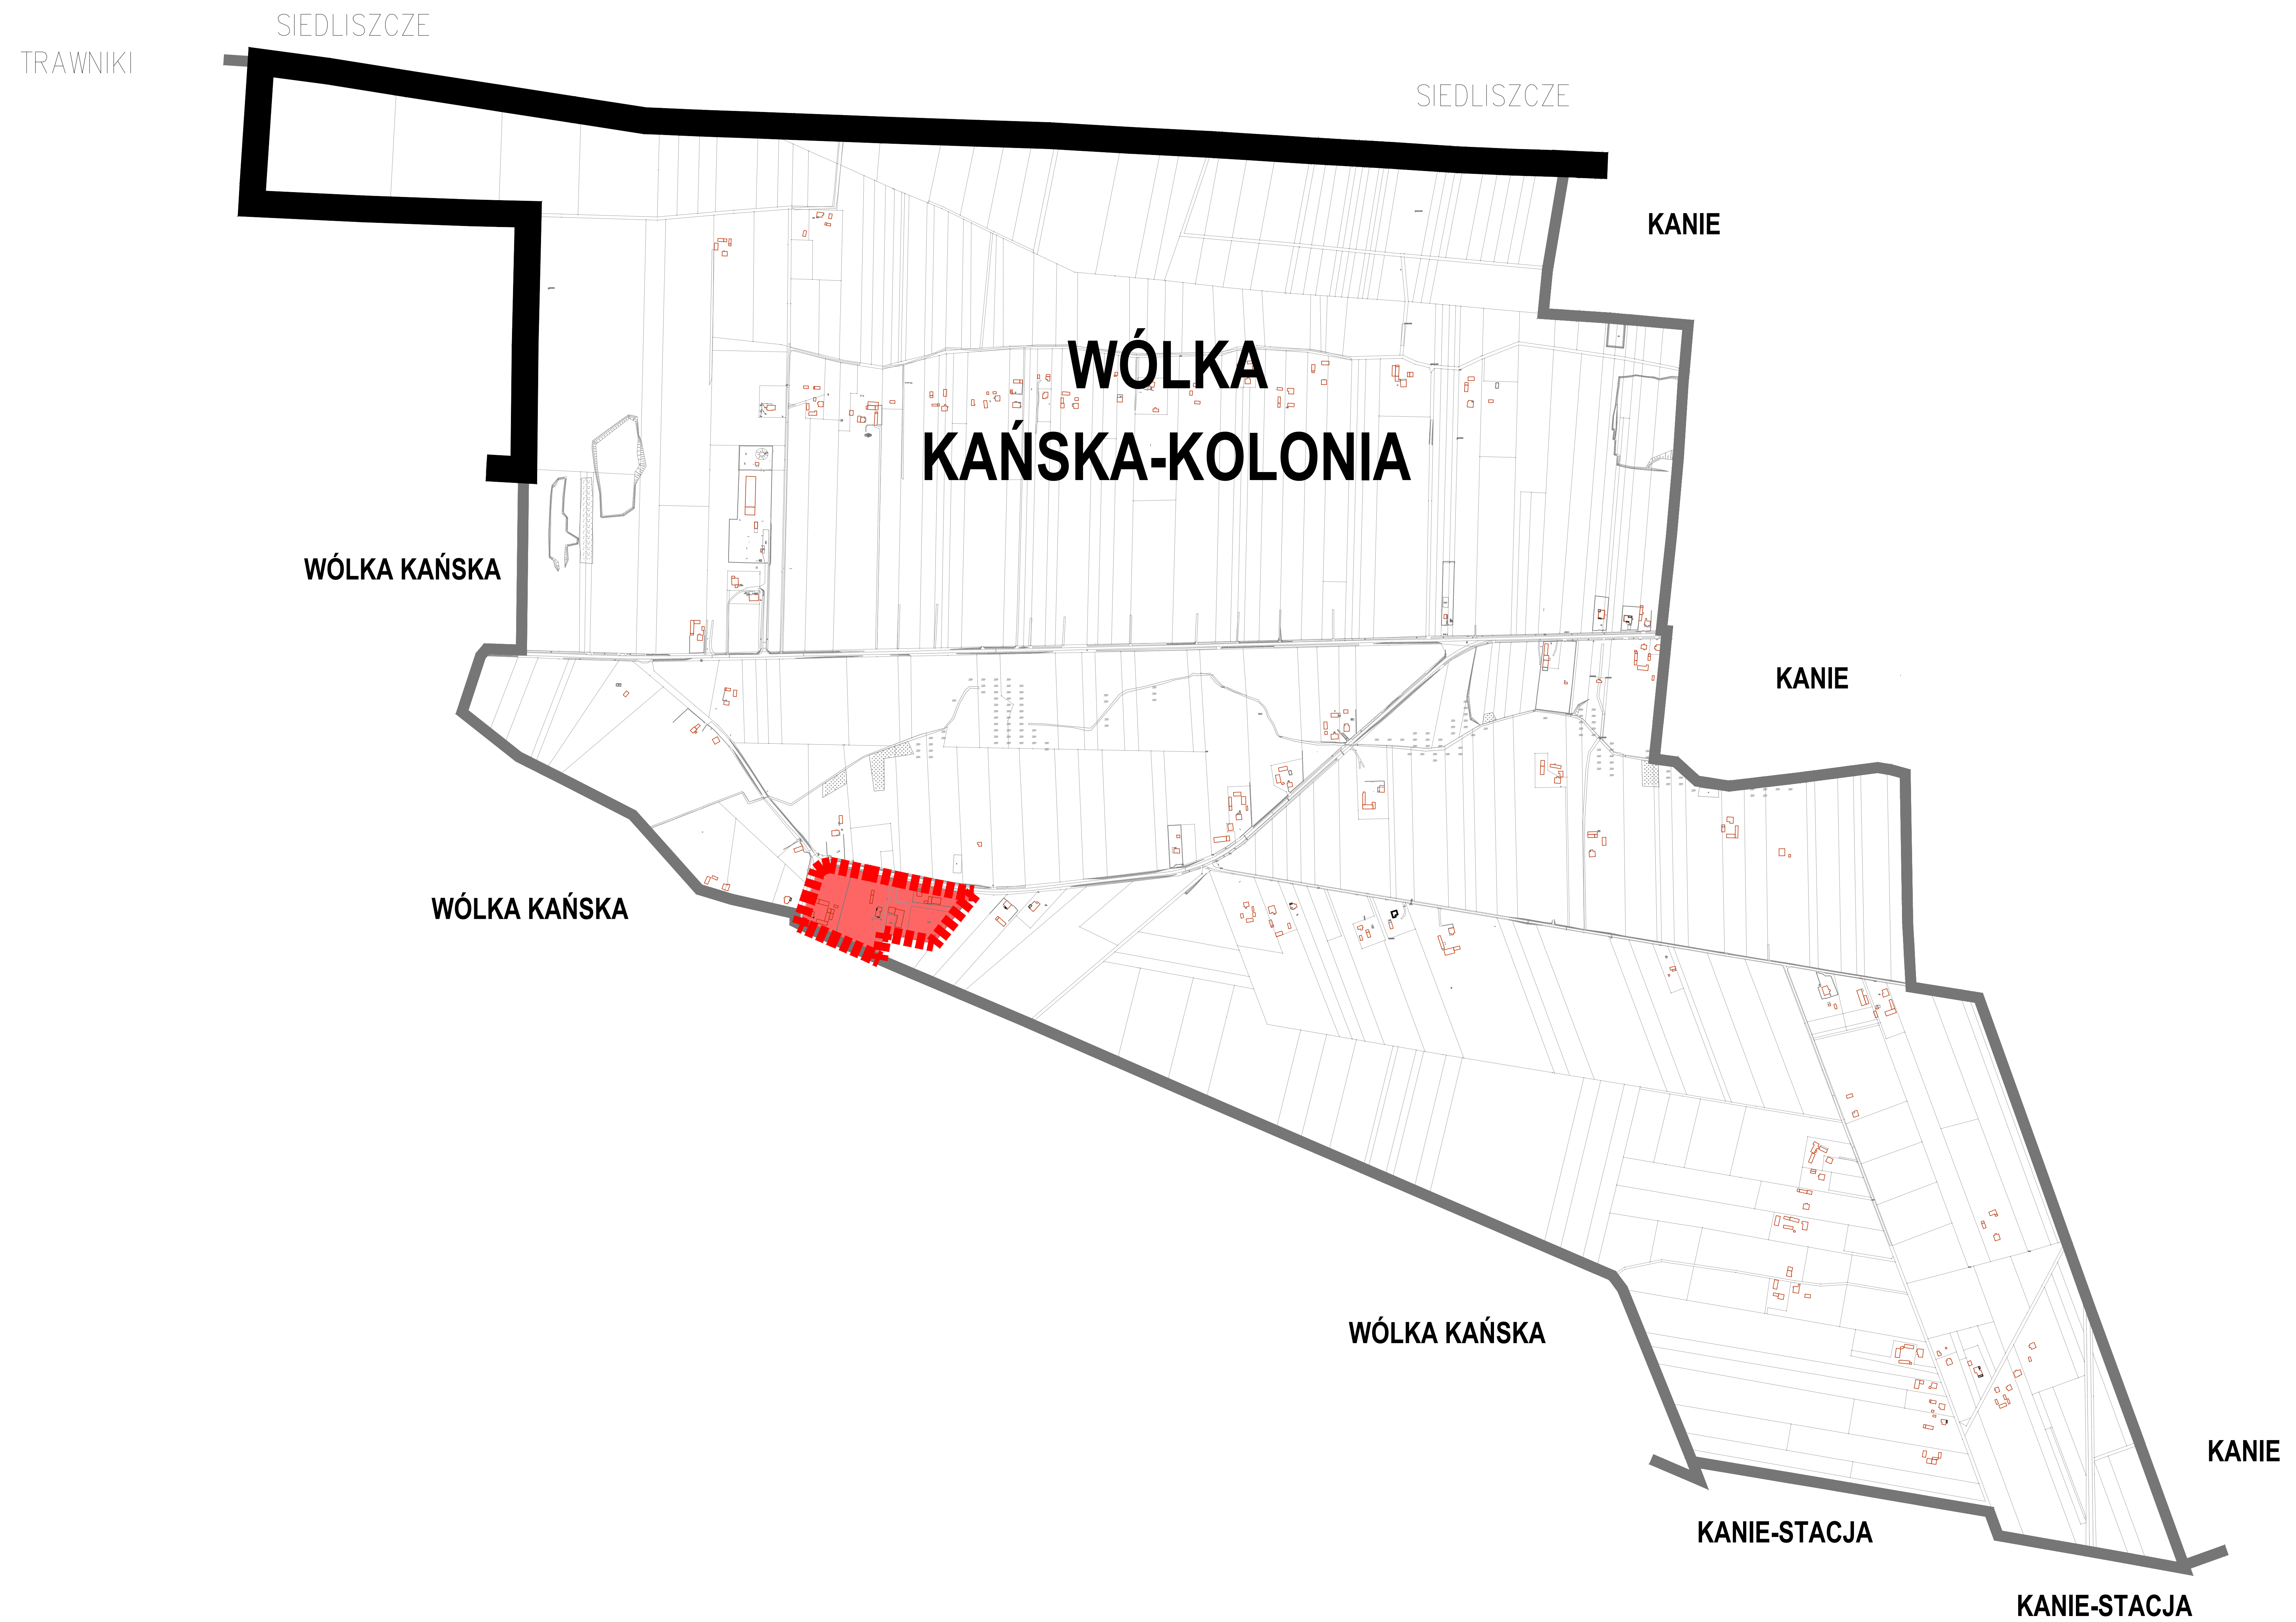 SIEDLISZCZE
TRAWNIKI
SIEDLISZCZE
KANIE
WÓLKA
KAŃSKA-KOLONIA
WÓLKA KAŃSKA
KANIE
WÓLKA KAŃSKA
WÓLKA KAŃSKA
KANIE
KANIE-STACJA
KANIE-STACJA